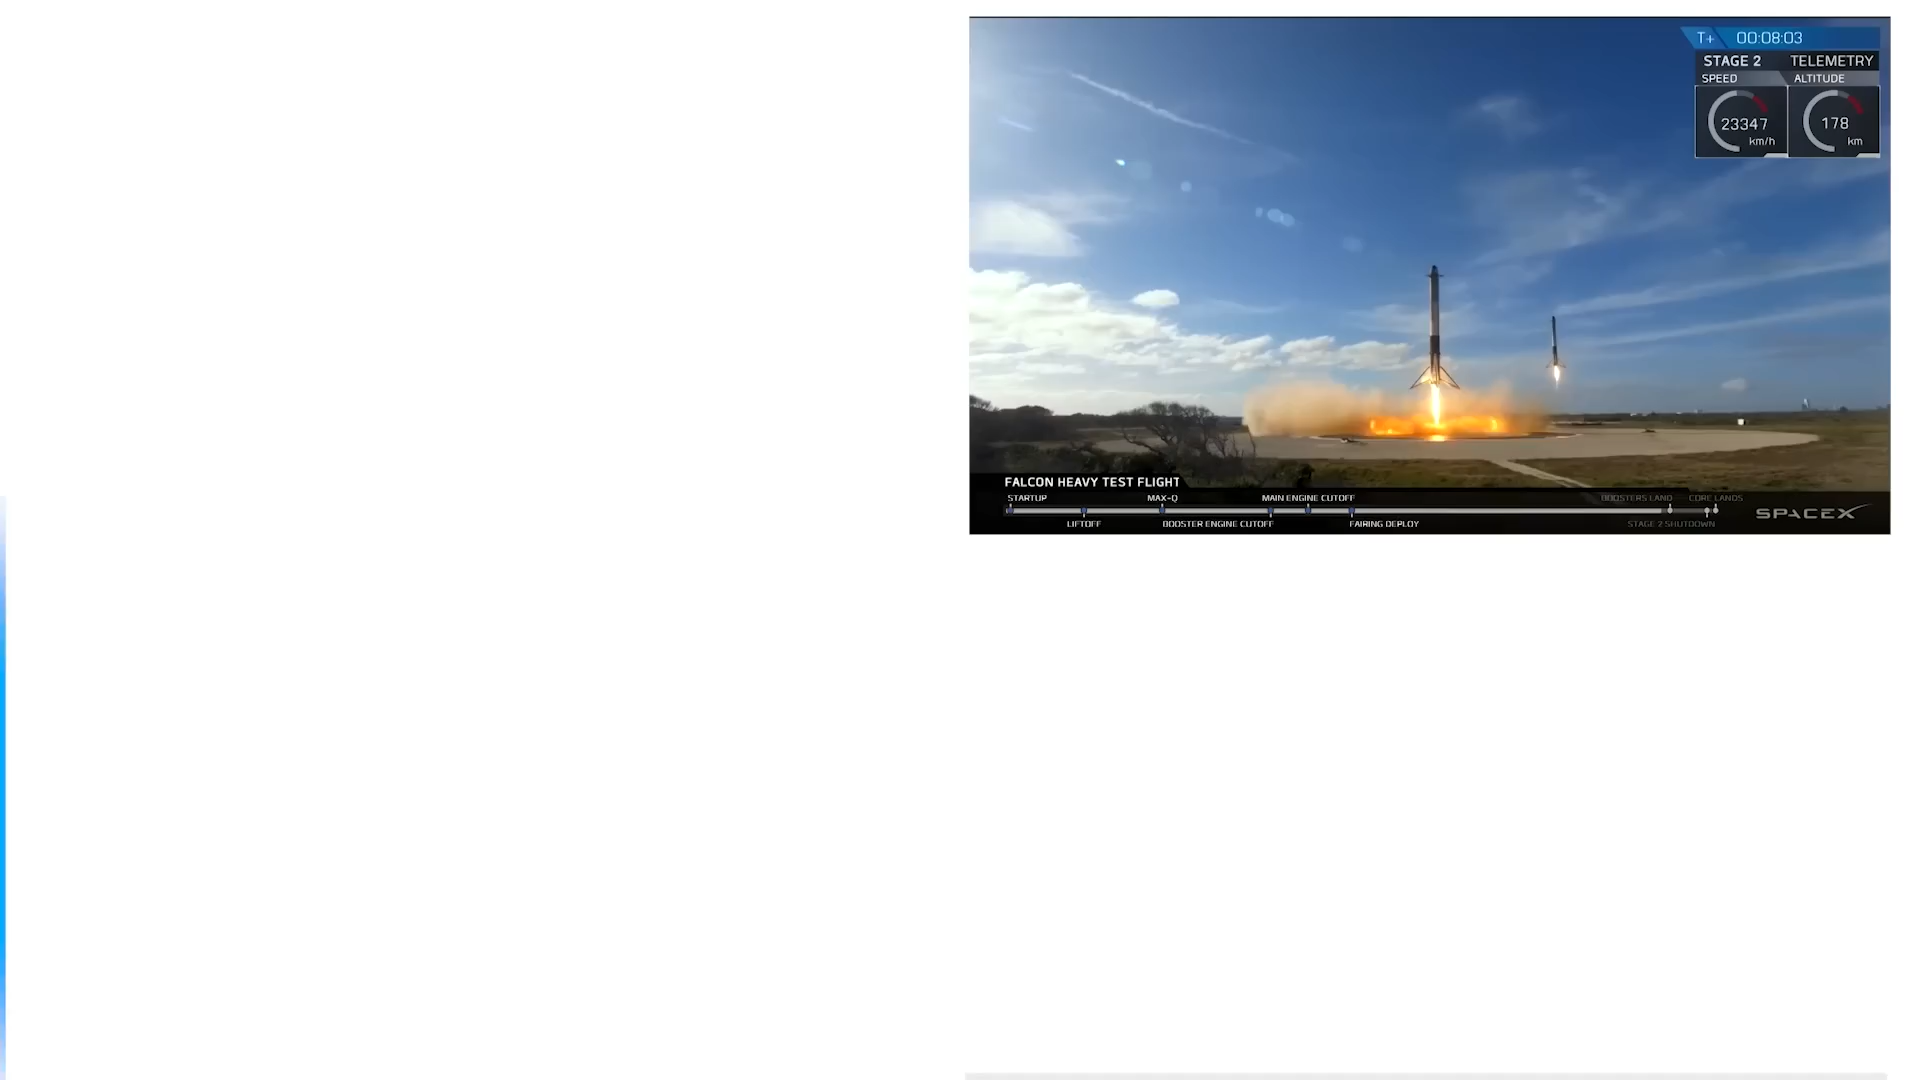 T+ 00:08:03
STAGE 2 TELEMETRY
SPEED ALTITUDE
23347 178
km/h km
FALCON HEAVY TEST FLIGHT
STARTUP MAX-Q MAIN ENGINE CUTOFF BOOSTERS LAND CORE LANDS
SPACEX
LIFTOFF BOOSTER ENGINE CUTOFF FAIRING DEPLOY STAGE 2 SHUTDOWN